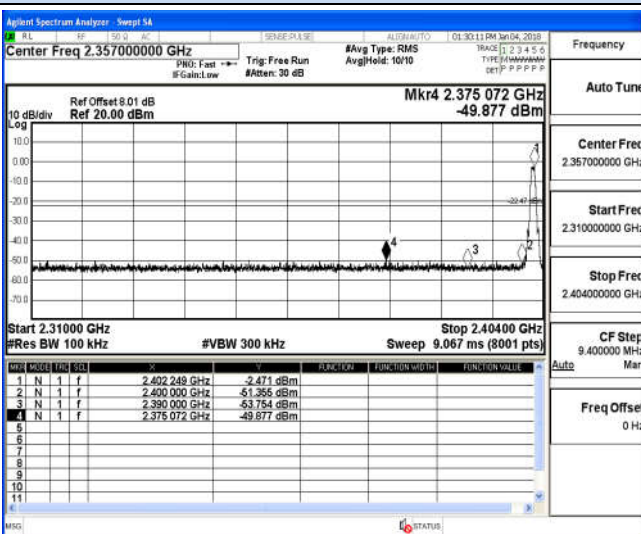 Agilent Spectrum Analyzer - Swept SA
RL RF 50 Ω AC SENSE:PULSE ALIGN AUTO 01:30:11 PM Jan 04, 2018
Center Freq 2.357000000 GHz #Avg Type: RMS TRACE 1 2 3 4 5 6
PNO: Fast Trig: Free Run Avg|Hold: 10/10 TYPE MWWWWW
IFGain:Low #Atten: 30 dB DET P P P P P P
Frequency
Auto Tune
Center Freq
2.357000000 GHz
Start Freq
2.310000000 GHz
Stop Freq
2.404000000 GHz
CF Step
9.400000 MHz
Auto Man
Freq Offset
0 Hz
Mkr4 2.375 072 GHz
-49.877 dBm
Ref Offset 8.01 dB
10 dB/div Ref 20.00 dBm
Log
10.0
0.00
-10.0
-20.0
-22.47 dBm
-30.0
-40.0
-50.0
-60.0
-70.0
1
4
3
2
Start 2.31000 GHz Stop 2.40400 GHz
#Res BW 100 kHz #VBW 300 kHz Sweep 9.067 ms (8001 pts)
MKR MODE TRC SCL X Y FUNCTION FUNCTION WIDTH FUNCTION VALUE
1 N 1 f 2.402 249 GHz -2.471 dBm
2 N 1 f 2.400 000 GHz -51.355 dBm
3 N 1 f 2.390 000 GHz -53.754 dBm
4 N 1 f 2.375 072 GHz -49.877 dBm
5
6
7
8
9
10
11
MSG STATUS